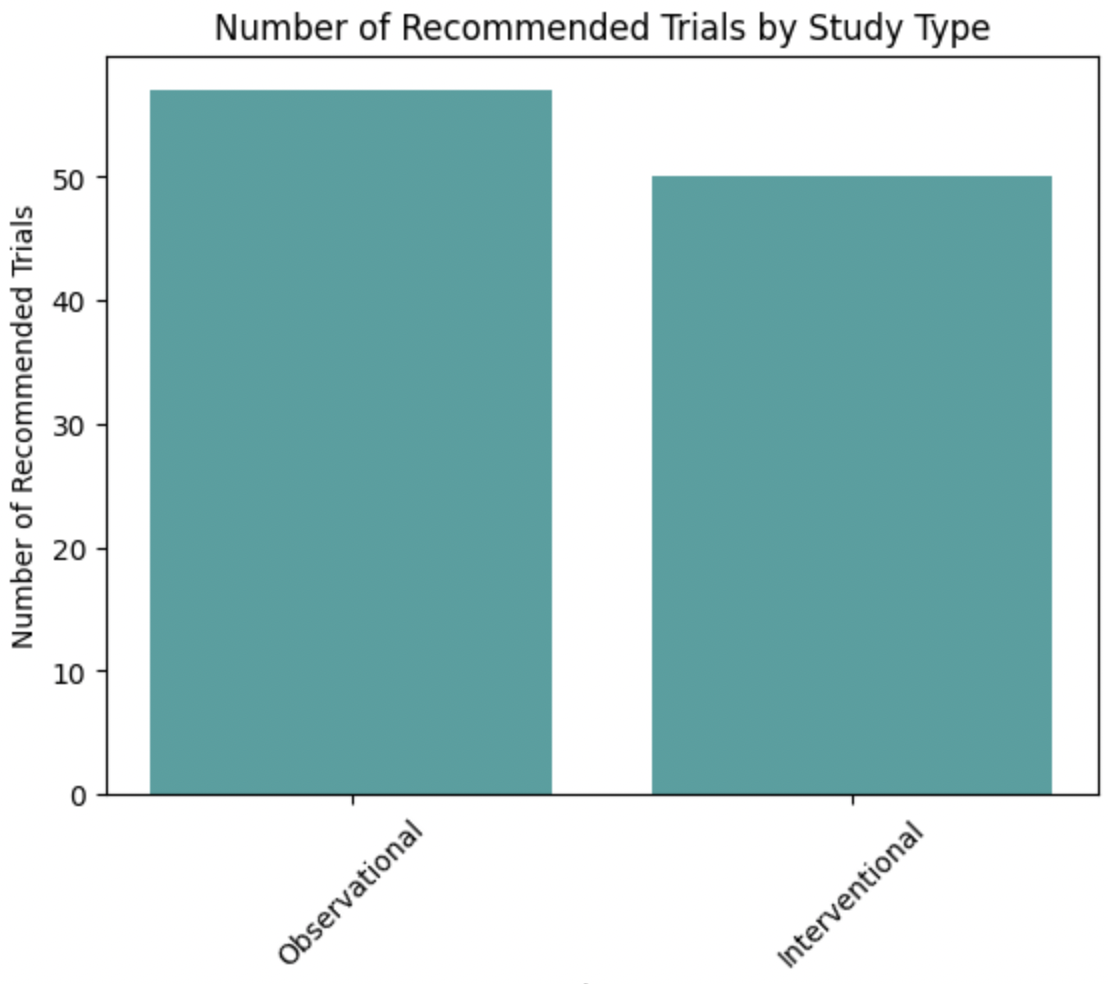 Number of Recommended Trials by Study Type
Number of Recommended Trials
50
40
30
20
10
0
Observational
Interventional